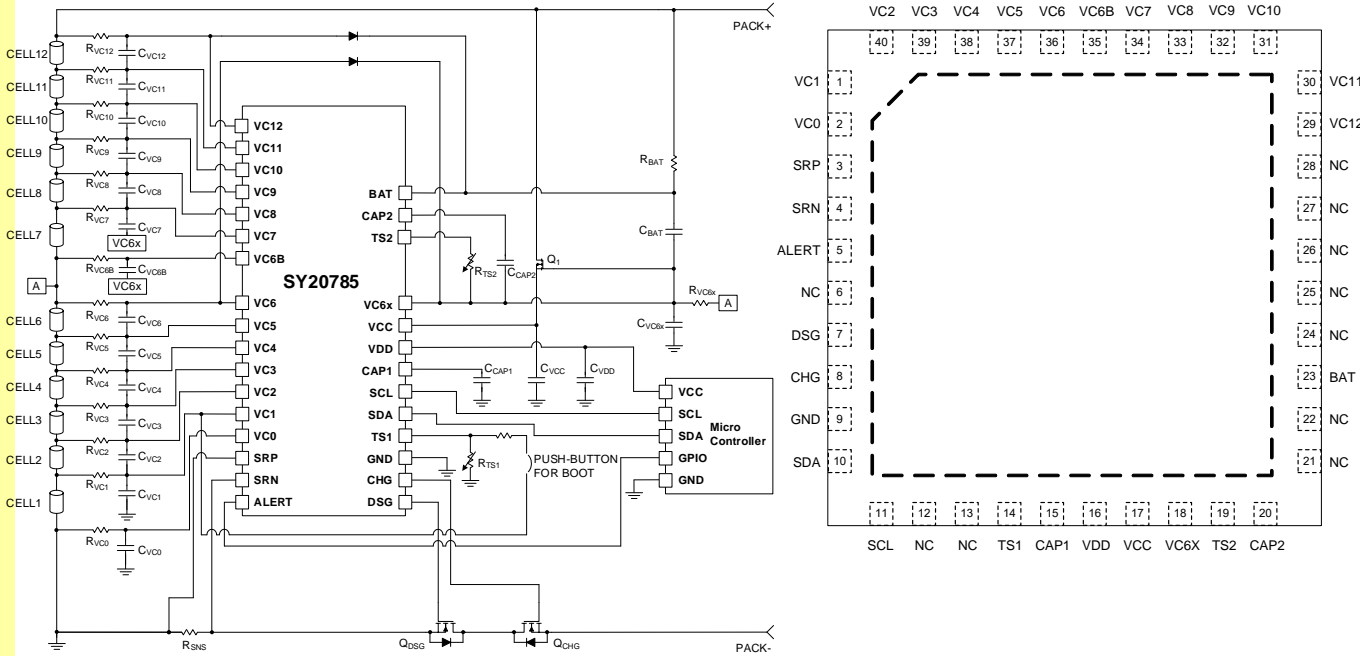 PACK+
CELL12
CELL11
CELL10
CELL9
CELL8
CELL7
A
CELL6
CELL5
CELL4
CELL3
CELL2
CELL1
RVC12
RVC11
RVC10
RVC9
RVC8
RVC7
RVC6B
RVC6
RVC5
RVC4
RVC3
RVC2
RVC1
RVC0
CVC12
CVC11
CVC10
CVC9
CVC8
CVC7
VC6x
CVC6B
VC6x
CVC6
CVC5
CVC4
CVC3
CVC2
CVC1
CVC0
VC12
VC11
VC10
VC9
VC8
VC7
VC6B
SY20785
VC6
VC5
VC4
VC3
VC2
VC1
VC0
SRP
SRN
ALERT
BAT
CAP2
TS2
VC6x
VCC
VDD
CAP1
SCL
SDA
TS1
GND
CHG
DSG
RBAT
CBAT
RTS2
CCAP2
Q1
RVC6x
A
CVC6x
CCAP1
CVCC
CVDD
RTS1
PUSH-BUTTON
FOR BOOT
VCC
SCL
SDA
GPIO
GND
Micro
Controller
RSNS
QDSG
QCHG
PACK-
VC2 VC3 VC4 VC5 VC6 VC6B VC7 VC8 VC9 VC10
40 39 38 37 36 35 34 33 32 31
VC1 1
VC0 2
SRP 3
SRN 4
ALERT 5
NC 6
DSG 7
CHG 8
GND 9
SDA 10
30 VC11
29 VC12
28 NC
27 NC
26 NC
25 NC
24 NC
23 BAT
22 NC
21 NC
11 12 13 14 15 16 17 18 19 20
SCL NC NC TS1 CAP1 VDD VCC VC6X TS2 CAP2